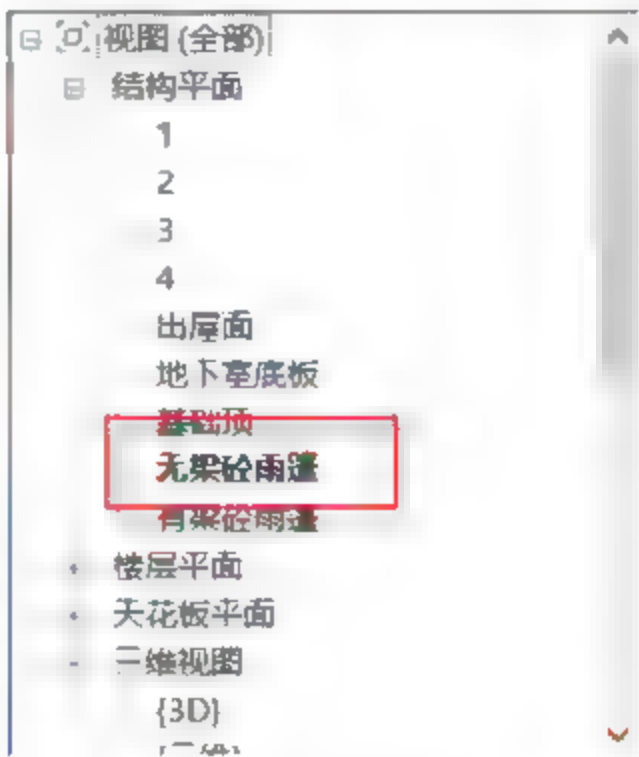 视图 (全部)
结构平面
1
2
3
4
出屋面
地下室底板
基础顶
无梁砼雨篷
有梁砼雨篷
楼层平面
天花板平面
三维视图
{3D}